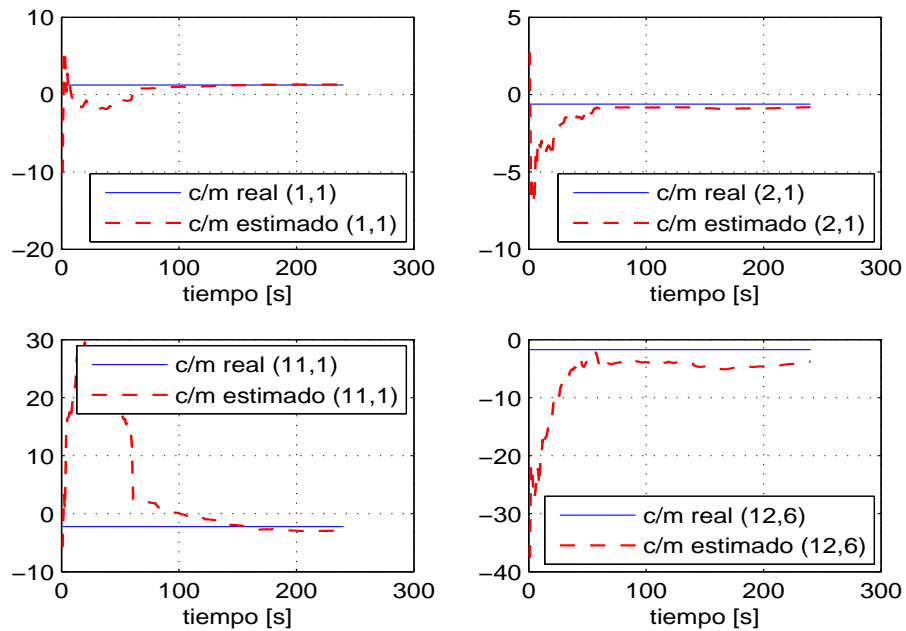 10
0
−10
−20
0
100
200
300
tiempo [s]
c/m real (1,1)
c/m estimado (1,1)
5
0
−5
−10
0
100
200
300
tiempo [s]
c/m real (2,1)
c/m estimado (2,1)
30
20
10
0
−10
0
100
200
300
tiempo [s]
c/m real (11,1)
c/m estimado (11,1)
0
−10
−20
−30
−40
0
100
200
300
tiempo [s]
c/m real (12,6)
c/m estimado (12,6)